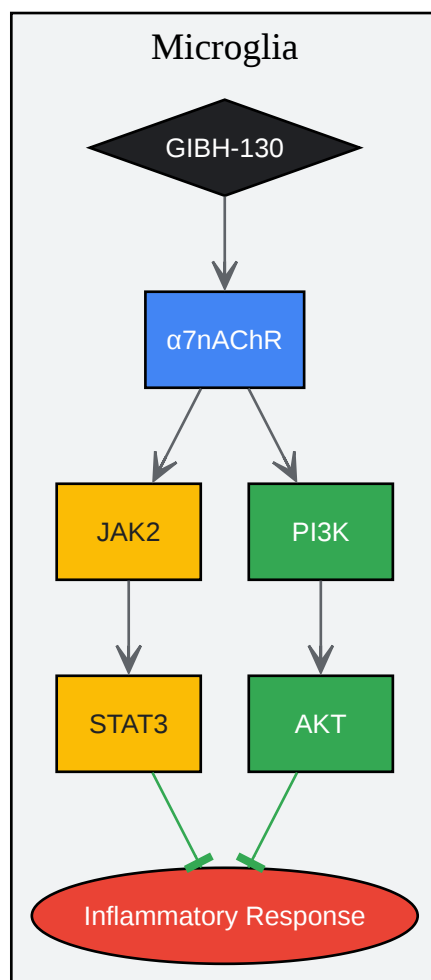 Microglia
GIBH-130
α7nAChR
JAK2
PI3K
STAT3
AKT
Inflammatory Response